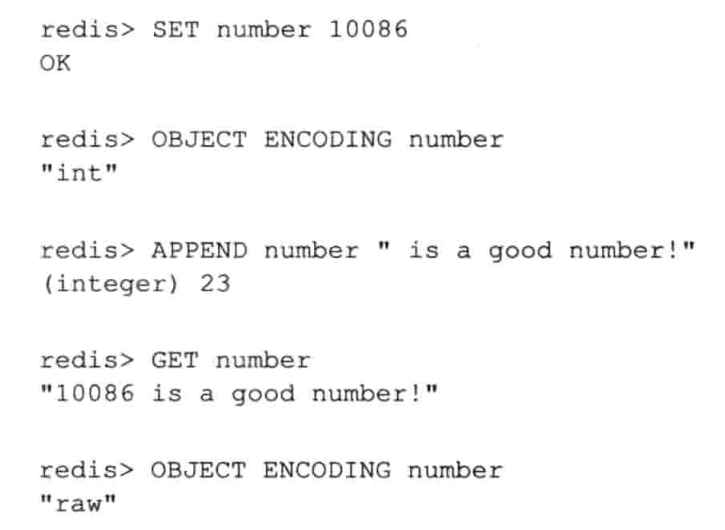 redis> SET number 10086
OK
redis> OBJECT ENCODING number
"int"
redis> APPEND number " is a good number!"
(integer) 23
redis> GET number
"10086 is a good number!"
redis> OBJECT ENCODING number
"raw"